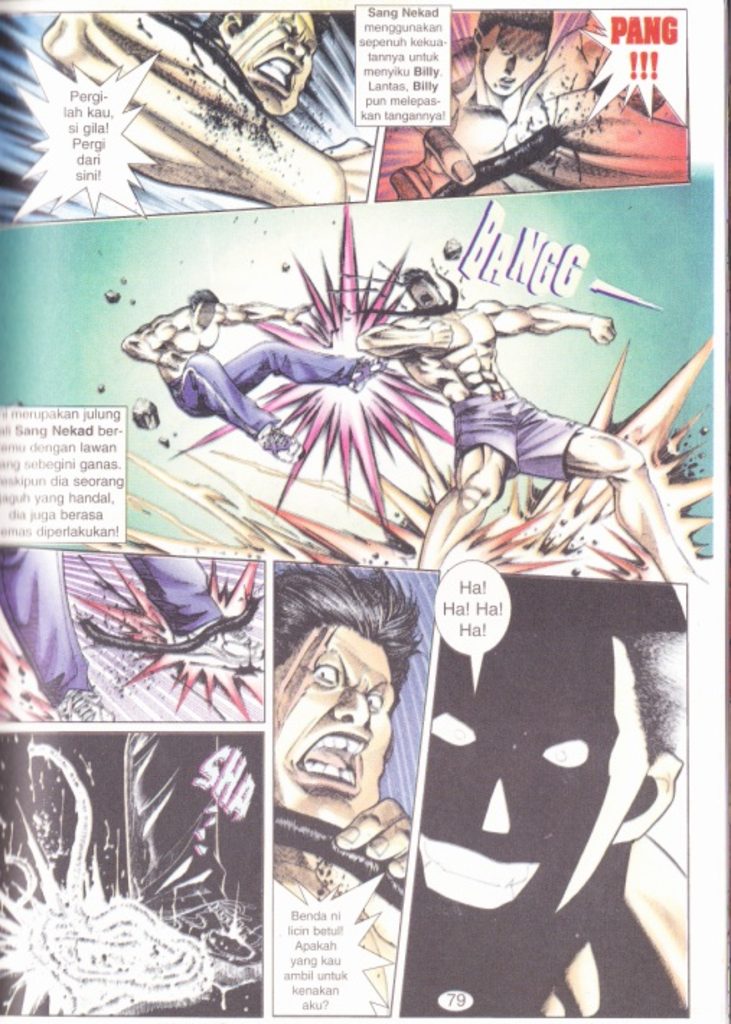 Pergi-
lah kau,
si gila!
Pergi
dari
sini!
Sang Nekad
menggunakan
sepenuh kekua-
tannya untuk
menyiku Billy.
Lantas, Billy
pun melepas-
kan tangannya!
PANG
!!!
BANGG
merupakan julung
Sang Nekad ber-
emu dengan lawan
ang sebegini ganas.
eskipun dia seorang
aguh yang handal,
dia juga berasa
emas diperlakukan!
SHA
Benda ni
licin betul!
Apakah
yang kau
ambil untuk
kenakan
aku?
Ha!
Ha! Ha!
Ha!
79